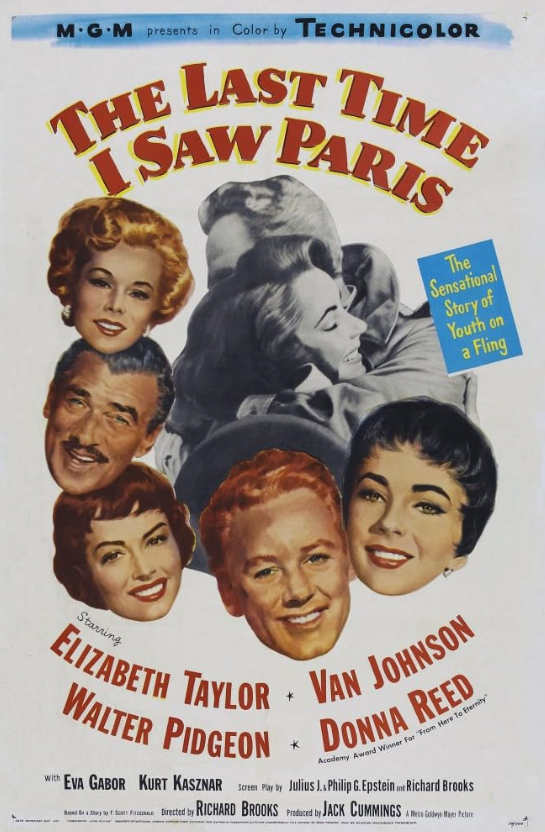 M·G·M presents in Color by TECHNICOLOR
THE LAST TIME
I SAW PARIS
The
Sensational
Story of
Youth on
a Fling
Starring
ELIZABETH TAYLOR * VAN JOHNSON
WALTER PIDGEON * DONNA REED
Academy Award Winner For "From Here To Eternity"
with EVA GABOR KURT KASZNAR Screen Play by Julius J. & Philip G. Epstein and Richard Brooks
Based On a Story by F. SCOTT FITZGERALD Directed by RICHARD BROOKS Produced by JACK CUMMINGS A Metro-Goldwyn-Mayer Picture